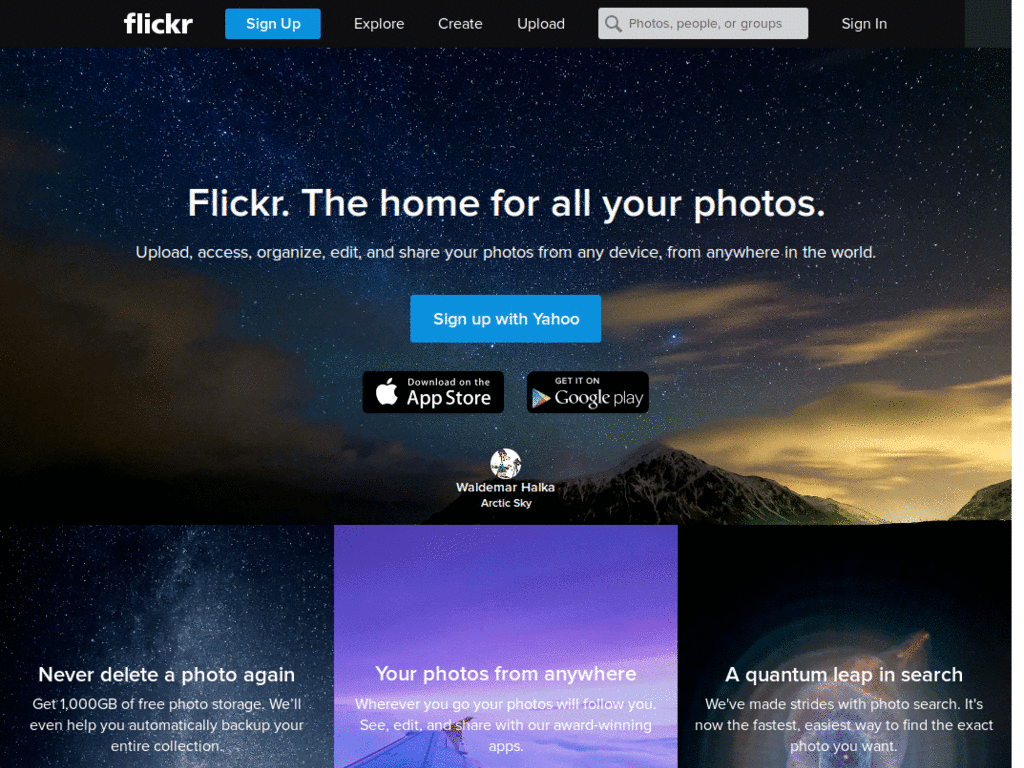 flickr
Sign Up
Explore
Create
Upload
Photos, people, or groups
Sign In
Flickr. The home for all your photos.
Upload, access, organize, edit, and share your photos from any device, from anywhere in the world.
Sign up with Yahoo
Download on the
App Store
GET IT ON
Google play
Waldemar Halka
Arctic Sky
Never delete a photo again
Get 1,000GB of free photo storage. We'll
even help you automatically backup your
entire collection.
Your photos from anywhere
Wherever you go your photos will follow you.
See, edit, and share with our award-winning
apps.
A quantum leap in search
We've made strides with photo search. It's
now the fastest, easiest way to find the exact
photo you want.